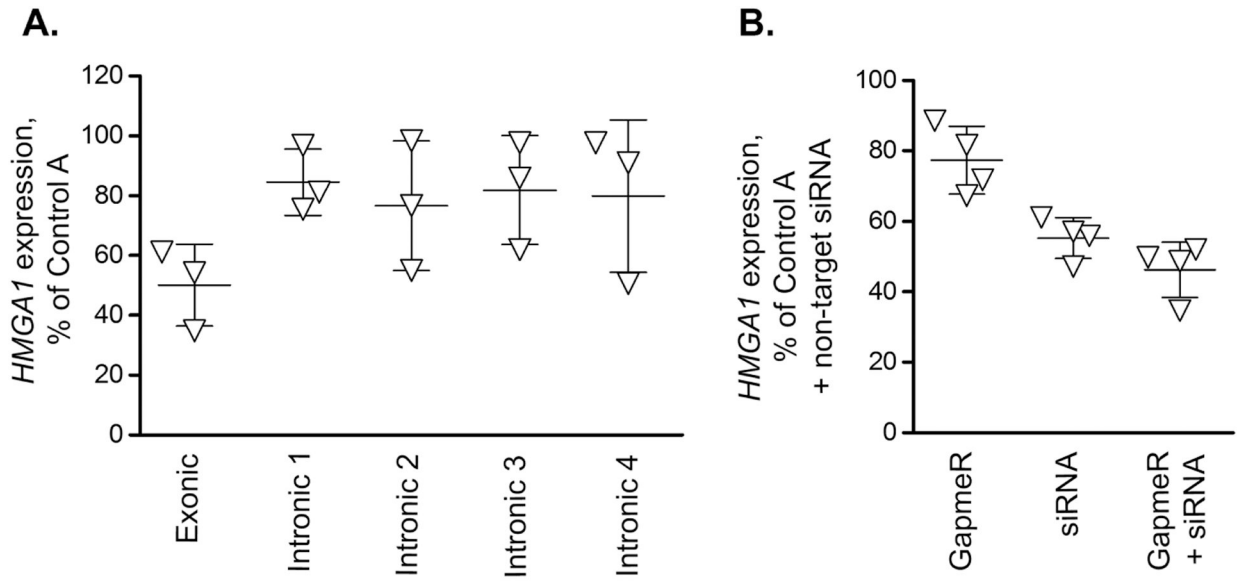 A.
HMGA1 expression,
% of Control A
120
100
80
60
40
20
0
Exonic
Intronic 1
Intronic 2
Intronic 3
Intronic 4
B.
HMGA1 expression,
% of Control A
+ non-target siRNA
100
80
60
40
20
0
GapmeR
siRNA
GapmeR
+ siRNA